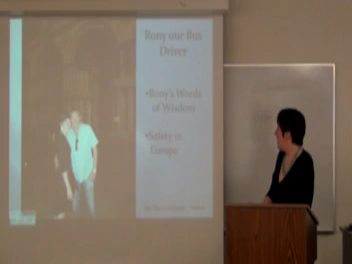 Rony our Bus
Driver
•Rony's Words
of Wisdom
•Safety in
Europe